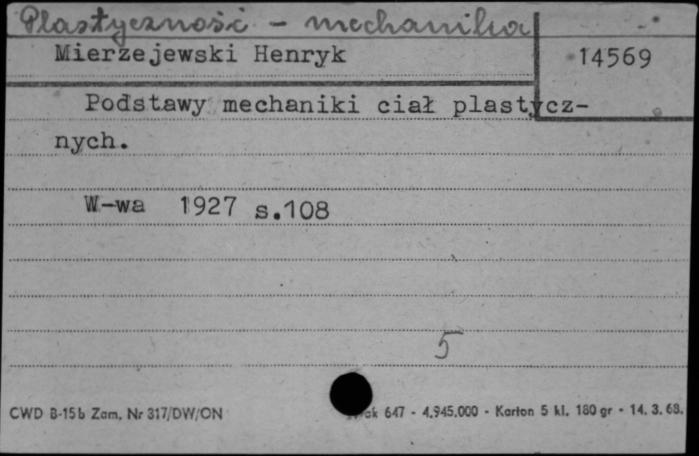 Plastyczność - mechanika
Mierzejewski Henryk
14569
Podstawy mechaniki ciał plastycz-
nych.
W-wa 1927 s.108
5
CWD B-15b Zam. Nr 317/DW/ON
647 - 4.945.000 - Karton 5 kl. 180 gr - 14. 3. 68.